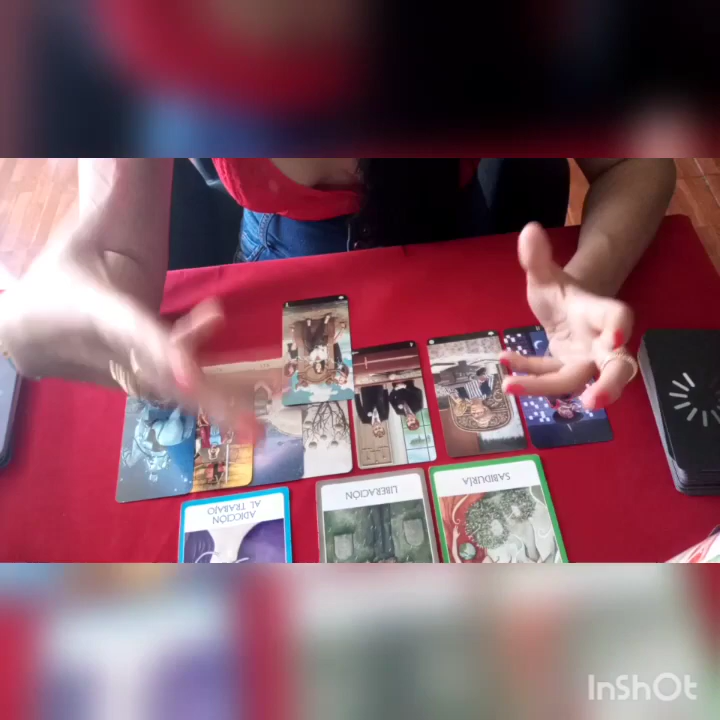 ADICCIÓN
AL TRABAJO
LIBERACIÓN
SABIDURÍA
InShOt